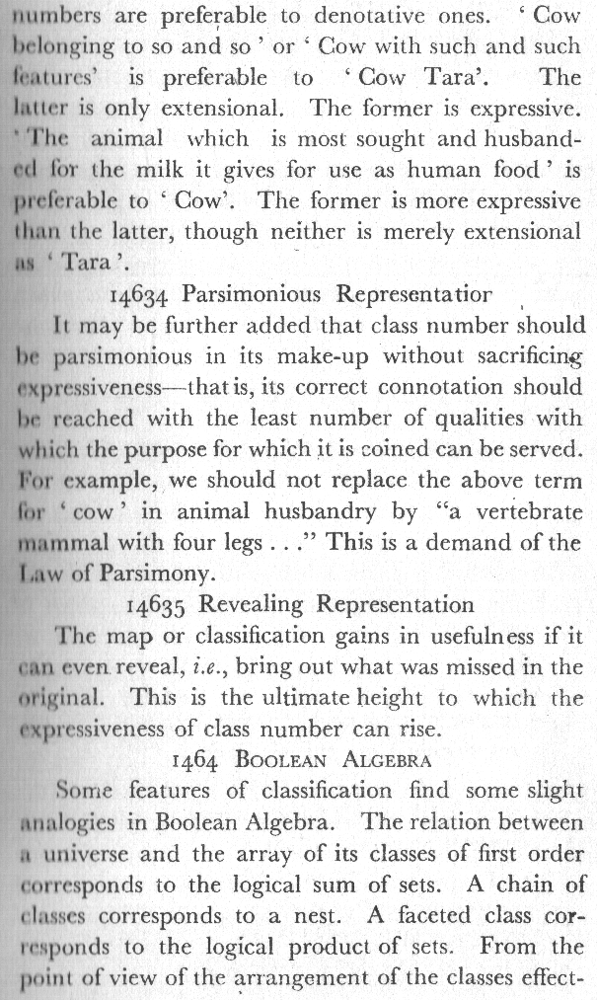 numbers are preferable to denotative ones. ‘ Cow
belonging to so and so ’ or ‘ Cow with such and such
features’ is preferable to ‘ Cow Tara’. The
latter is only extensional. The former is expressive.
‘ The animal which is most sought and husband-
ed for the milk it gives for use as human food ’ is
preferable to ‘ Cow’. The former is more expressive
than the latter, though neither is merely extensional
as ‘ Tara ’.
14634 Parsimonious Representatior
It may be further added that class number should
be parsimonious in its make-up without sacrificing
expressiveness—that is, its correct connotation should
be reached with the least number of qualities with
which the purpose for which it is coined can be served.
For example, we should not replace the above term
for ‘ cow ’ in animal husbandry by “a vertebrate
mammal with four legs . . .” This is a demand of the
Law of Parsimony.
14635 Revealing Representation
The map or classification gains in usefulness if it
can even reveal, i.e., bring out what was missed in the
original. This is the ultimate height to which the
expressiveness of class number can rise.
1464 BOOLEAN ALGEBRA
Some features of classification find some slight
analogies in Boolean Algebra. The relation between
a universe and the array of its classes of first order
corresponds to the logical sum of sets. A chain of
classes corresponds to a nest. A faceted class cor-
responds to the logical product of sets. From the
point of view of the arrangement of the classes effect-